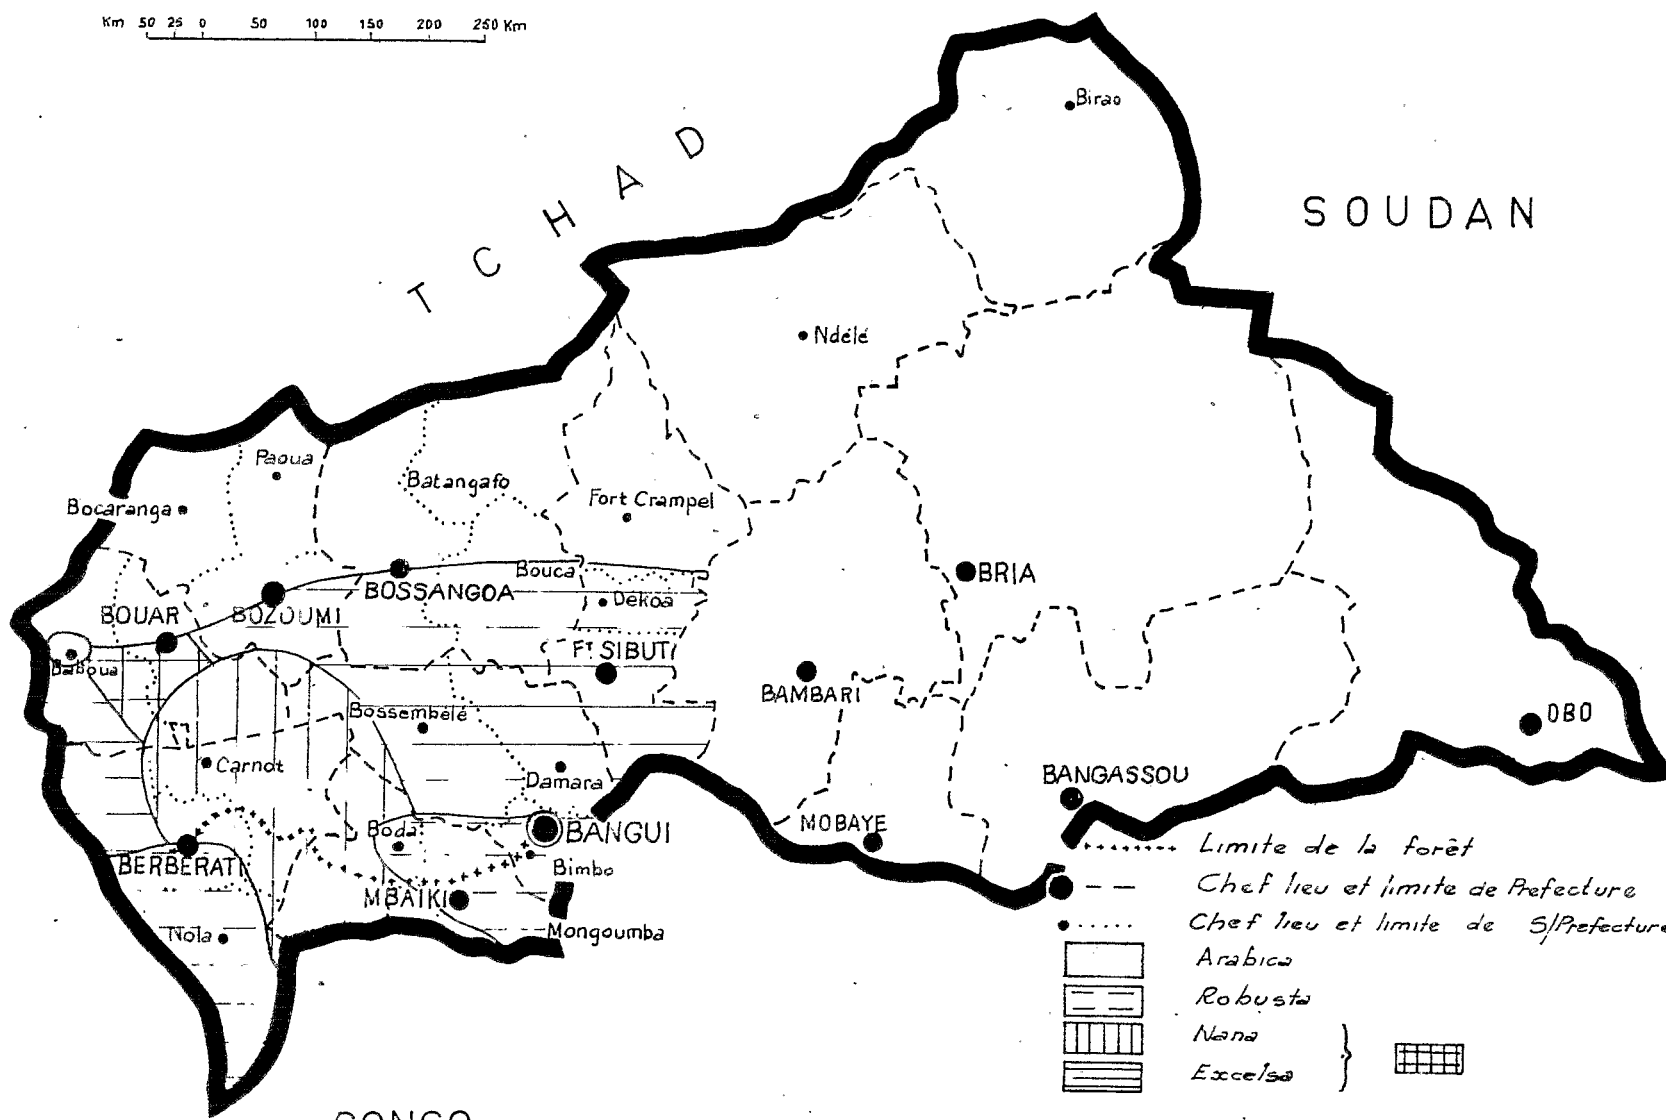 Km 50 25 0 50 100 150 200 250 Km
TCHAD
SOUDAN
Birao
Ndélé
Paoua
Bocaranga
Batangafo
Fort Crampel
Bouca
BOSSANGOA
BRIA
BOUAR
BOZOUMI
Dékoa
Baboua
Ft SIBUT
BAMBARI
Bossembélé
OBO
Carnot
Damara
BANGASSOU
Boda
BANGUI
MOBAYE
BERBERATI
Bimbo
MBAIKI
Nola
Mongoumba
Limite de la forêt
Chef lieu et limite de Prefecture
Chef lieu et limite de S/Prefecture
Arabica
Robusta
Nana
Excelsa
CONGO